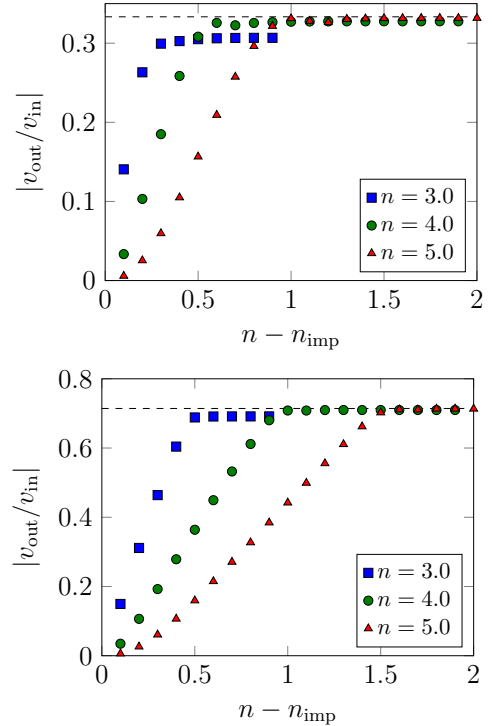 0.3
0.2
0.1
0
|v_out/v_in|
n = 3.0
n = 4.0
n = 5.0
0 0.5 1 1.5 2
n − n_imp
0.8
0.6
0.4
0.2
0
|v_out/v_in|
n = 3.0
n = 4.0
n = 5.0
0 0.5 1 1.5 2
n − n_imp